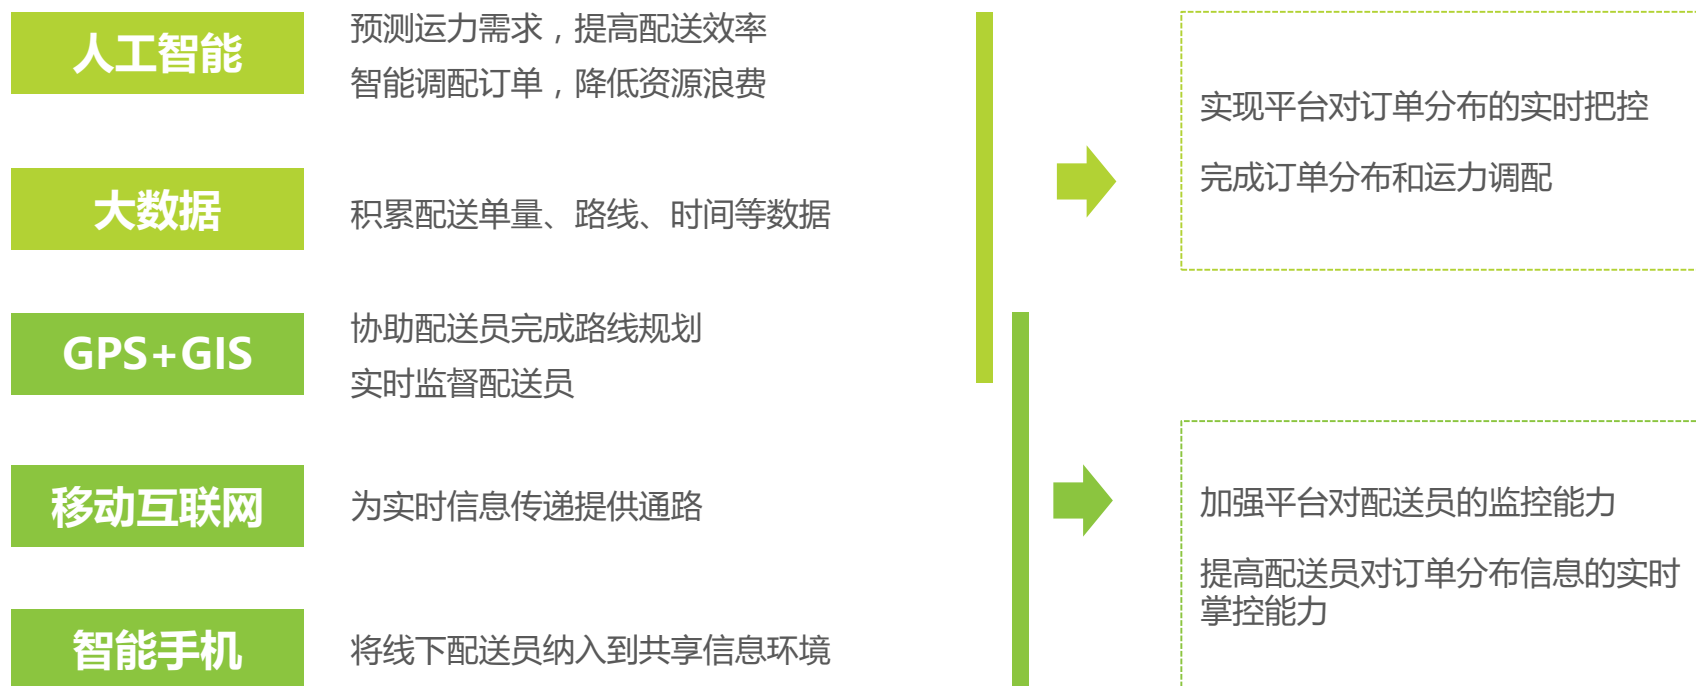 人工智能
预测运力需求，提高配送效率
智能调配订单，降低资源浪费
大数据
积累配送单量、路线、时间等数据
GPS+GIS
协助配送员完成路线规划
实时监督配送员
移动互联网
为实时信息传递提供通路
智能手机
将线下配送员纳入到共享信息环境
实现平台对订单分布的实时把控
完成订单分布和运力调配
加强平台对配送员的监控能力
提高配送员对订单分布信息的实时
掌控能力